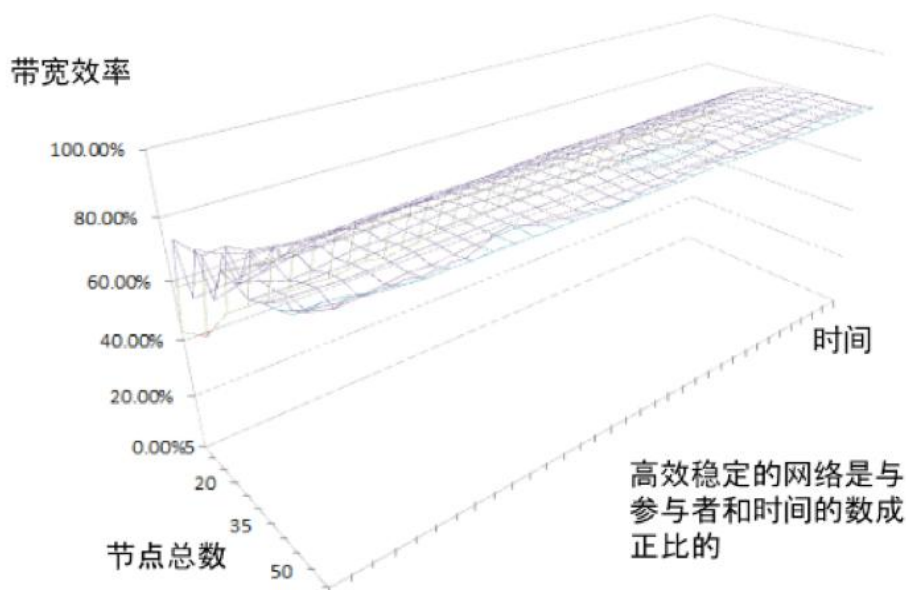 带宽效率
100.00%
80.00%
60.00%
40.00%
20.00%
0.00%
5
20
35
50
节点总数
时间
高效稳定的网络是与
参与者和时间的数成
正比的